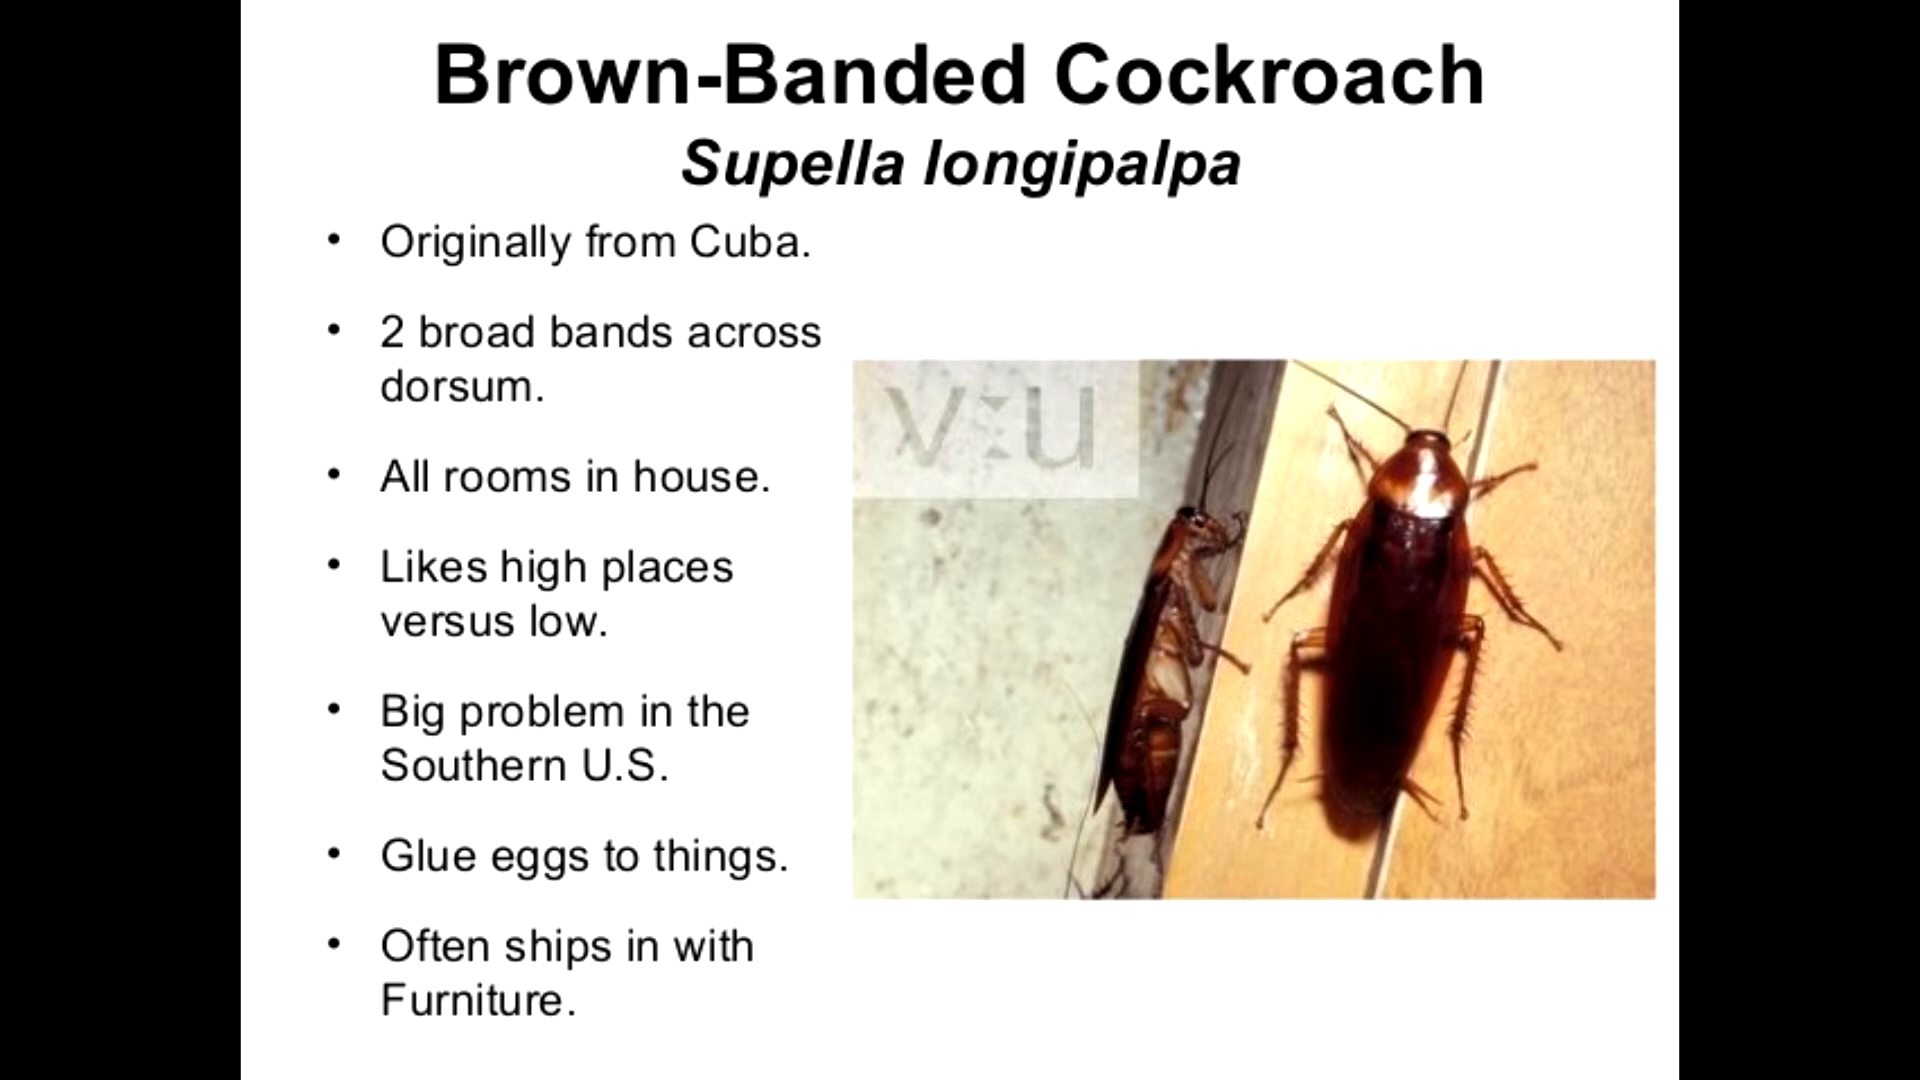 Brown-Banded Cockroach
Supella longipalpa
• Originally from Cuba.
• 2 broad bands across
dorsum.
• All rooms in house.
• Likes high places
versus low.
• Big problem in the
Southern U.S.
• Glue eggs to things.
• Often ships in with
Furniture.
V:U